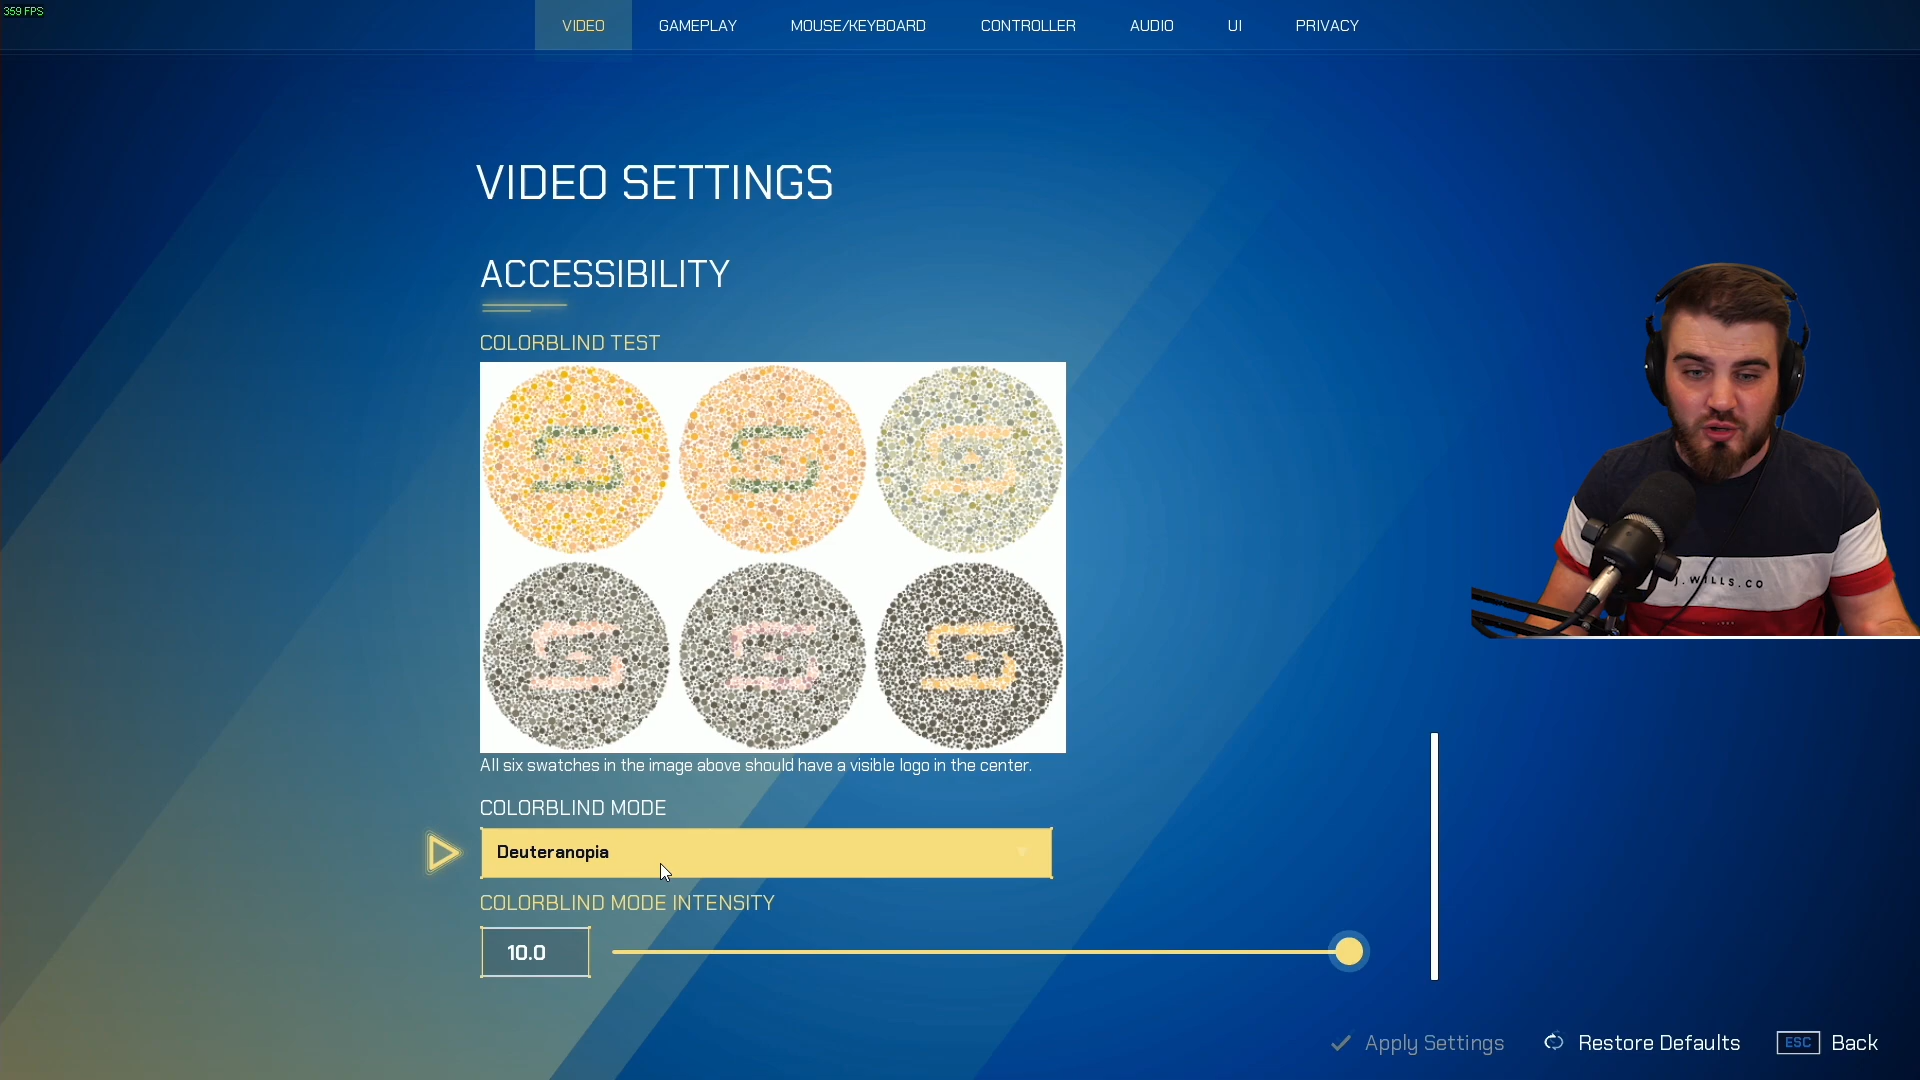 359 FPS
VIDEO GAMEPLAY MOUSE/KEYBOARD CONTROLLER AUDIO UI PRIVACY
VIDEO SETTINGS
ACCESSIBILITY
COLORBLIND TEST
All six swatches in the image above should have a visible logo in the center.
COLORBLIND MODE
Deuteranopia
COLORBLIND MODE INTENSITY
10.0
J.WILLS.CO
Apply Settings Restore Defaults ESC Back